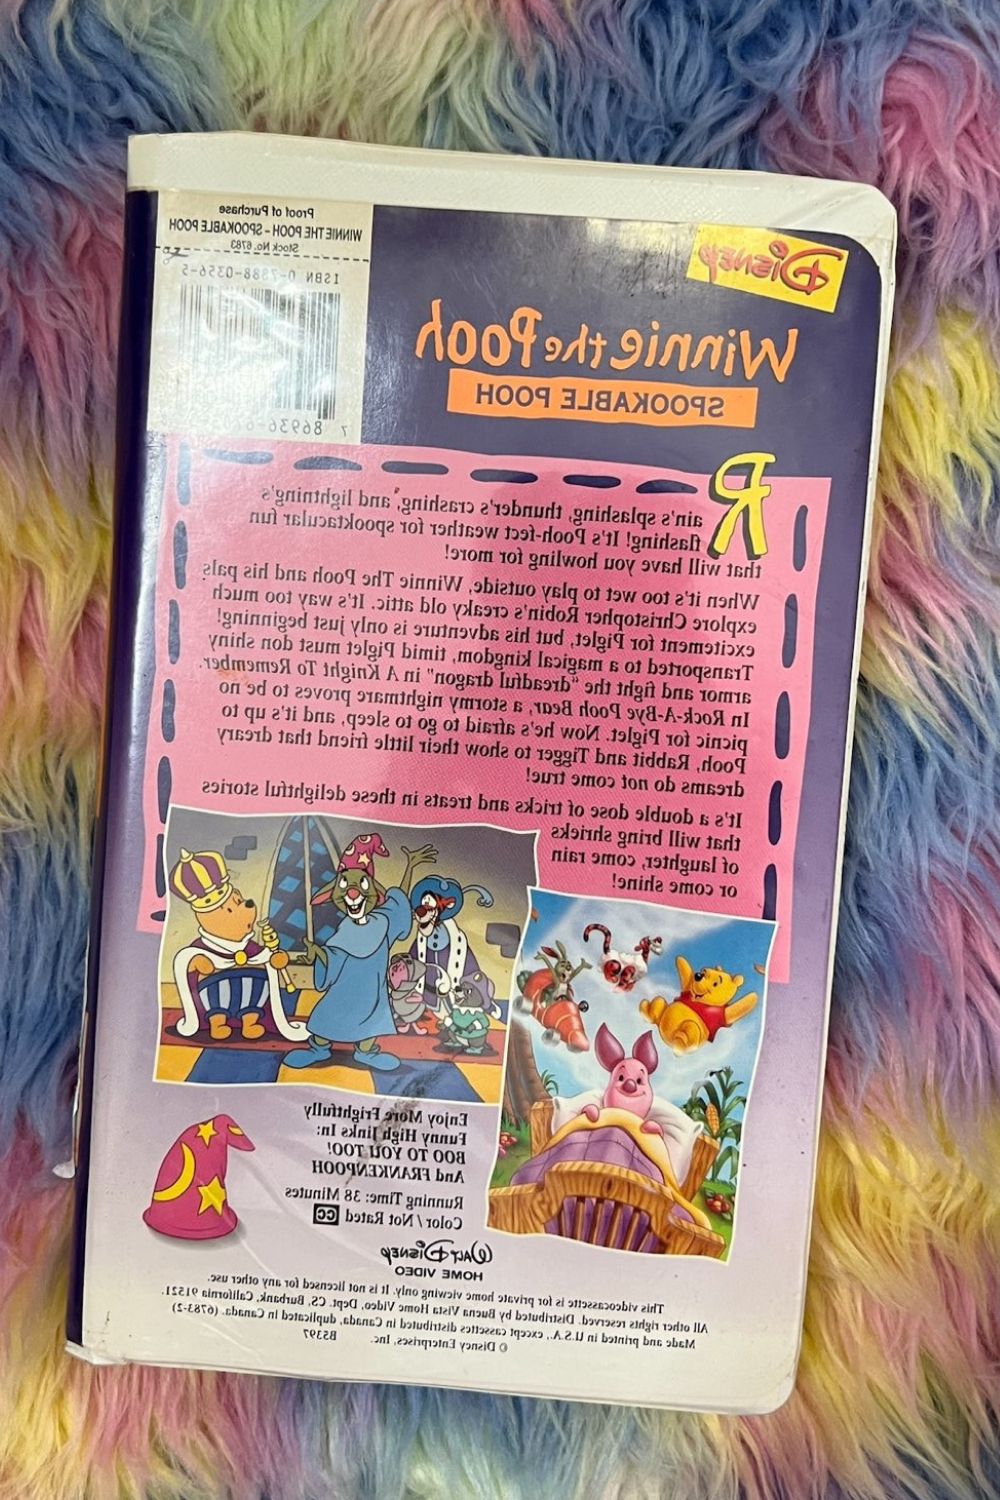 Proof of Purchase
WINNIE THE POOH - SPOOKABLE POOH
Stock No. 6783
ISBN 0-7888-0356-5
7 86936
DISNEP
Winnie the Pooh
SPOOKABLE POOH
Rain's splashing, thunder's crashing, and lightning's
flashing! It's Pooh-fect weather for spooktacular fun
that will have you howling for more!
When it's too wet to play outside, Winnie The Pooh and his pals
explore Christopher Robin's creaky old attic. It's way too much
excitement for Piglet, but his adventure is only just beginning!
Transported to a magical kingdom, timid Piglet must don shiny
armor and fight the "dreadful dragon" in A Knight To Remember.
In Rock-A-Bye Pooh Bear, a stormy nightmare proves to be no
picnic for Piglet. Now he's afraid to go to sleep, and it's up to
Pooh, Rabbit and Tigger to show their little friend that dreary
dreams do not come true!
It's a double dose of tricks and treats in these delightful stories
that will bring shrieks
of laughter, come rain
or come shine!
Enjoy More Frightfully
Funny High Jinks In:
BOO TO YOU TOO!
And FRANKENPOOH
Running Time: 38 Minutes
Color / Not Rated CC
WALT DISNEY
HOME VIDEO
This videocassette is for private home viewing only. It is not licensed for any other use.
All other rights reserved. Distributed by Buena Vista Home Video, Dept. CS, Burbank, California 91521.
Made and printed in U.S.A., except cassettes distributed in Canada, duplicated in Canada. (6783-2)
© Disney Enterprises, Inc. B5397